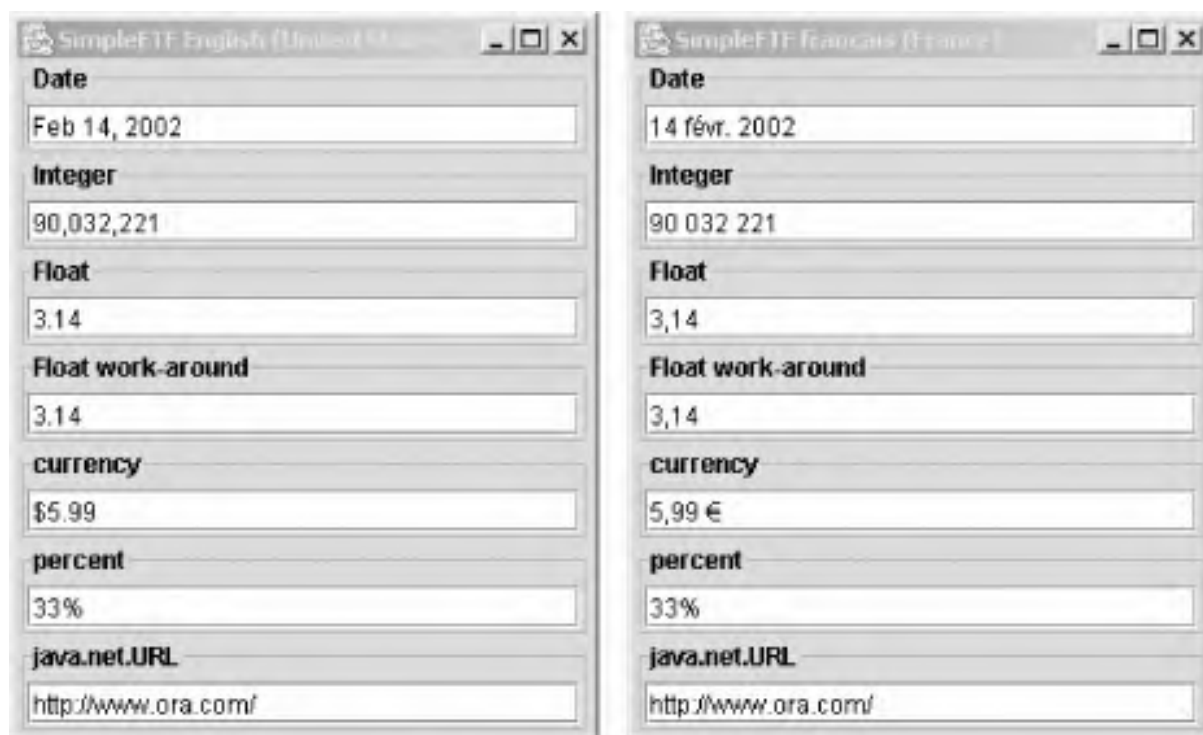 SimpleFTF English (United
Date
Feb 14, 2002
Integer
90,032,221
Float
3.14
Float work-around
3.14
currency
$5.99
percent
33%
java.net.URL
http://www.ora.com/
SimpleFTF francais (France)
Date
14 févr. 2002
Integer
90 032 221
Float
3,14
Float work-around
3,14
currency
5,99 €
percent
33%
java.net.URL
http://www.ora.com/